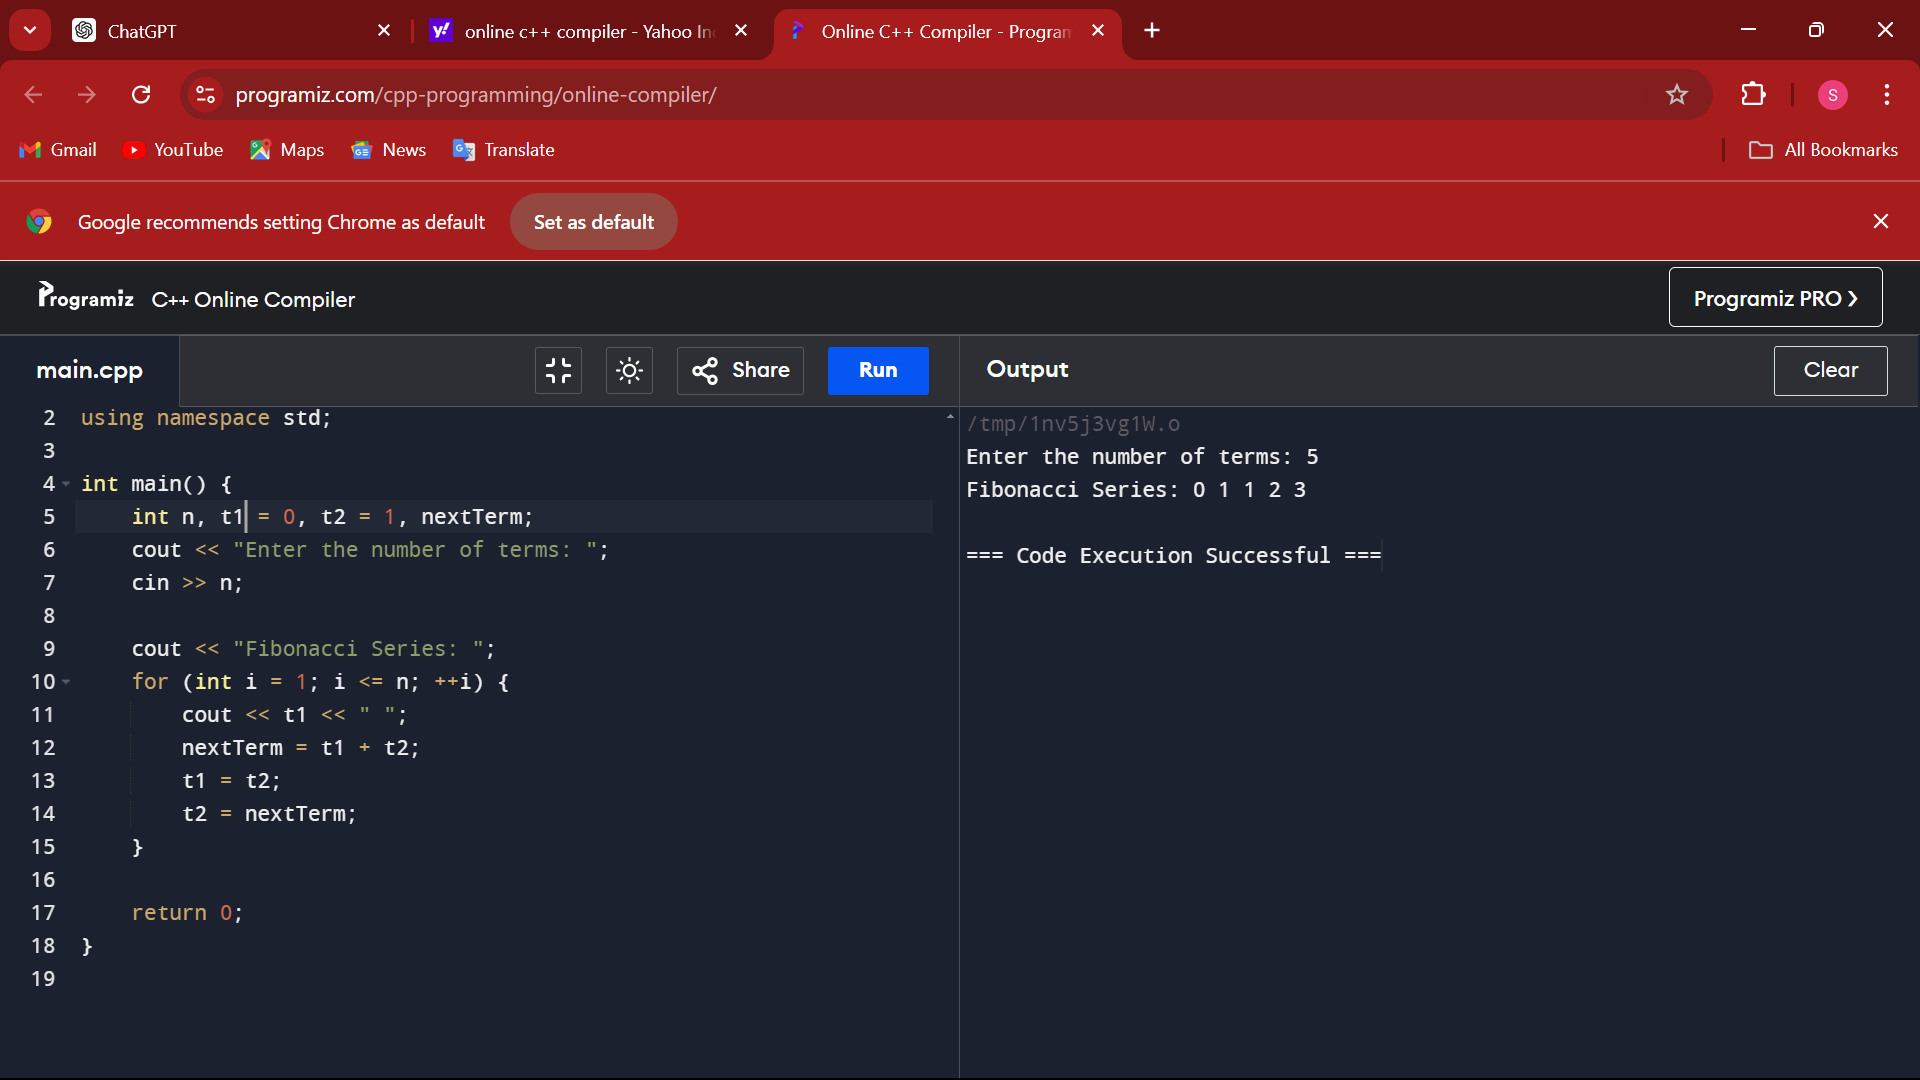 ChatGPT
online c++ compiler - Yahoo In
Online C++ Compiler - Program
programiz.com/cpp-programming/online-compiler/
S
Gmail
YouTube
Maps
News
Translate
All Bookmarks
Google recommends setting Chrome as default
Set as default
Programiz C++ Online Compiler
Programiz PRO ❯
main.cpp
Share
Run
Output
Clear
2 using namespace std;
3
4 int main() {
5     int n, t1 = 0, t2 = 1, nextTerm;
6     cout << "Enter the number of terms: ";
7     cin >> n;
8
9     cout << "Fibonacci Series: ";
10     for (int i = 1; i <= n; ++i) {
11         cout << t1 << " ";
12         nextTerm = t1 + t2;
13         t1 = t2;
14         t2 = nextTerm;
15     }
16
17     return 0;
18 }
19
/tmp/1nv5j3vg1W.o
Enter the number of terms: 5
Fibonacci Series: 0 1 1 2 3
=== Code Execution Successful ===